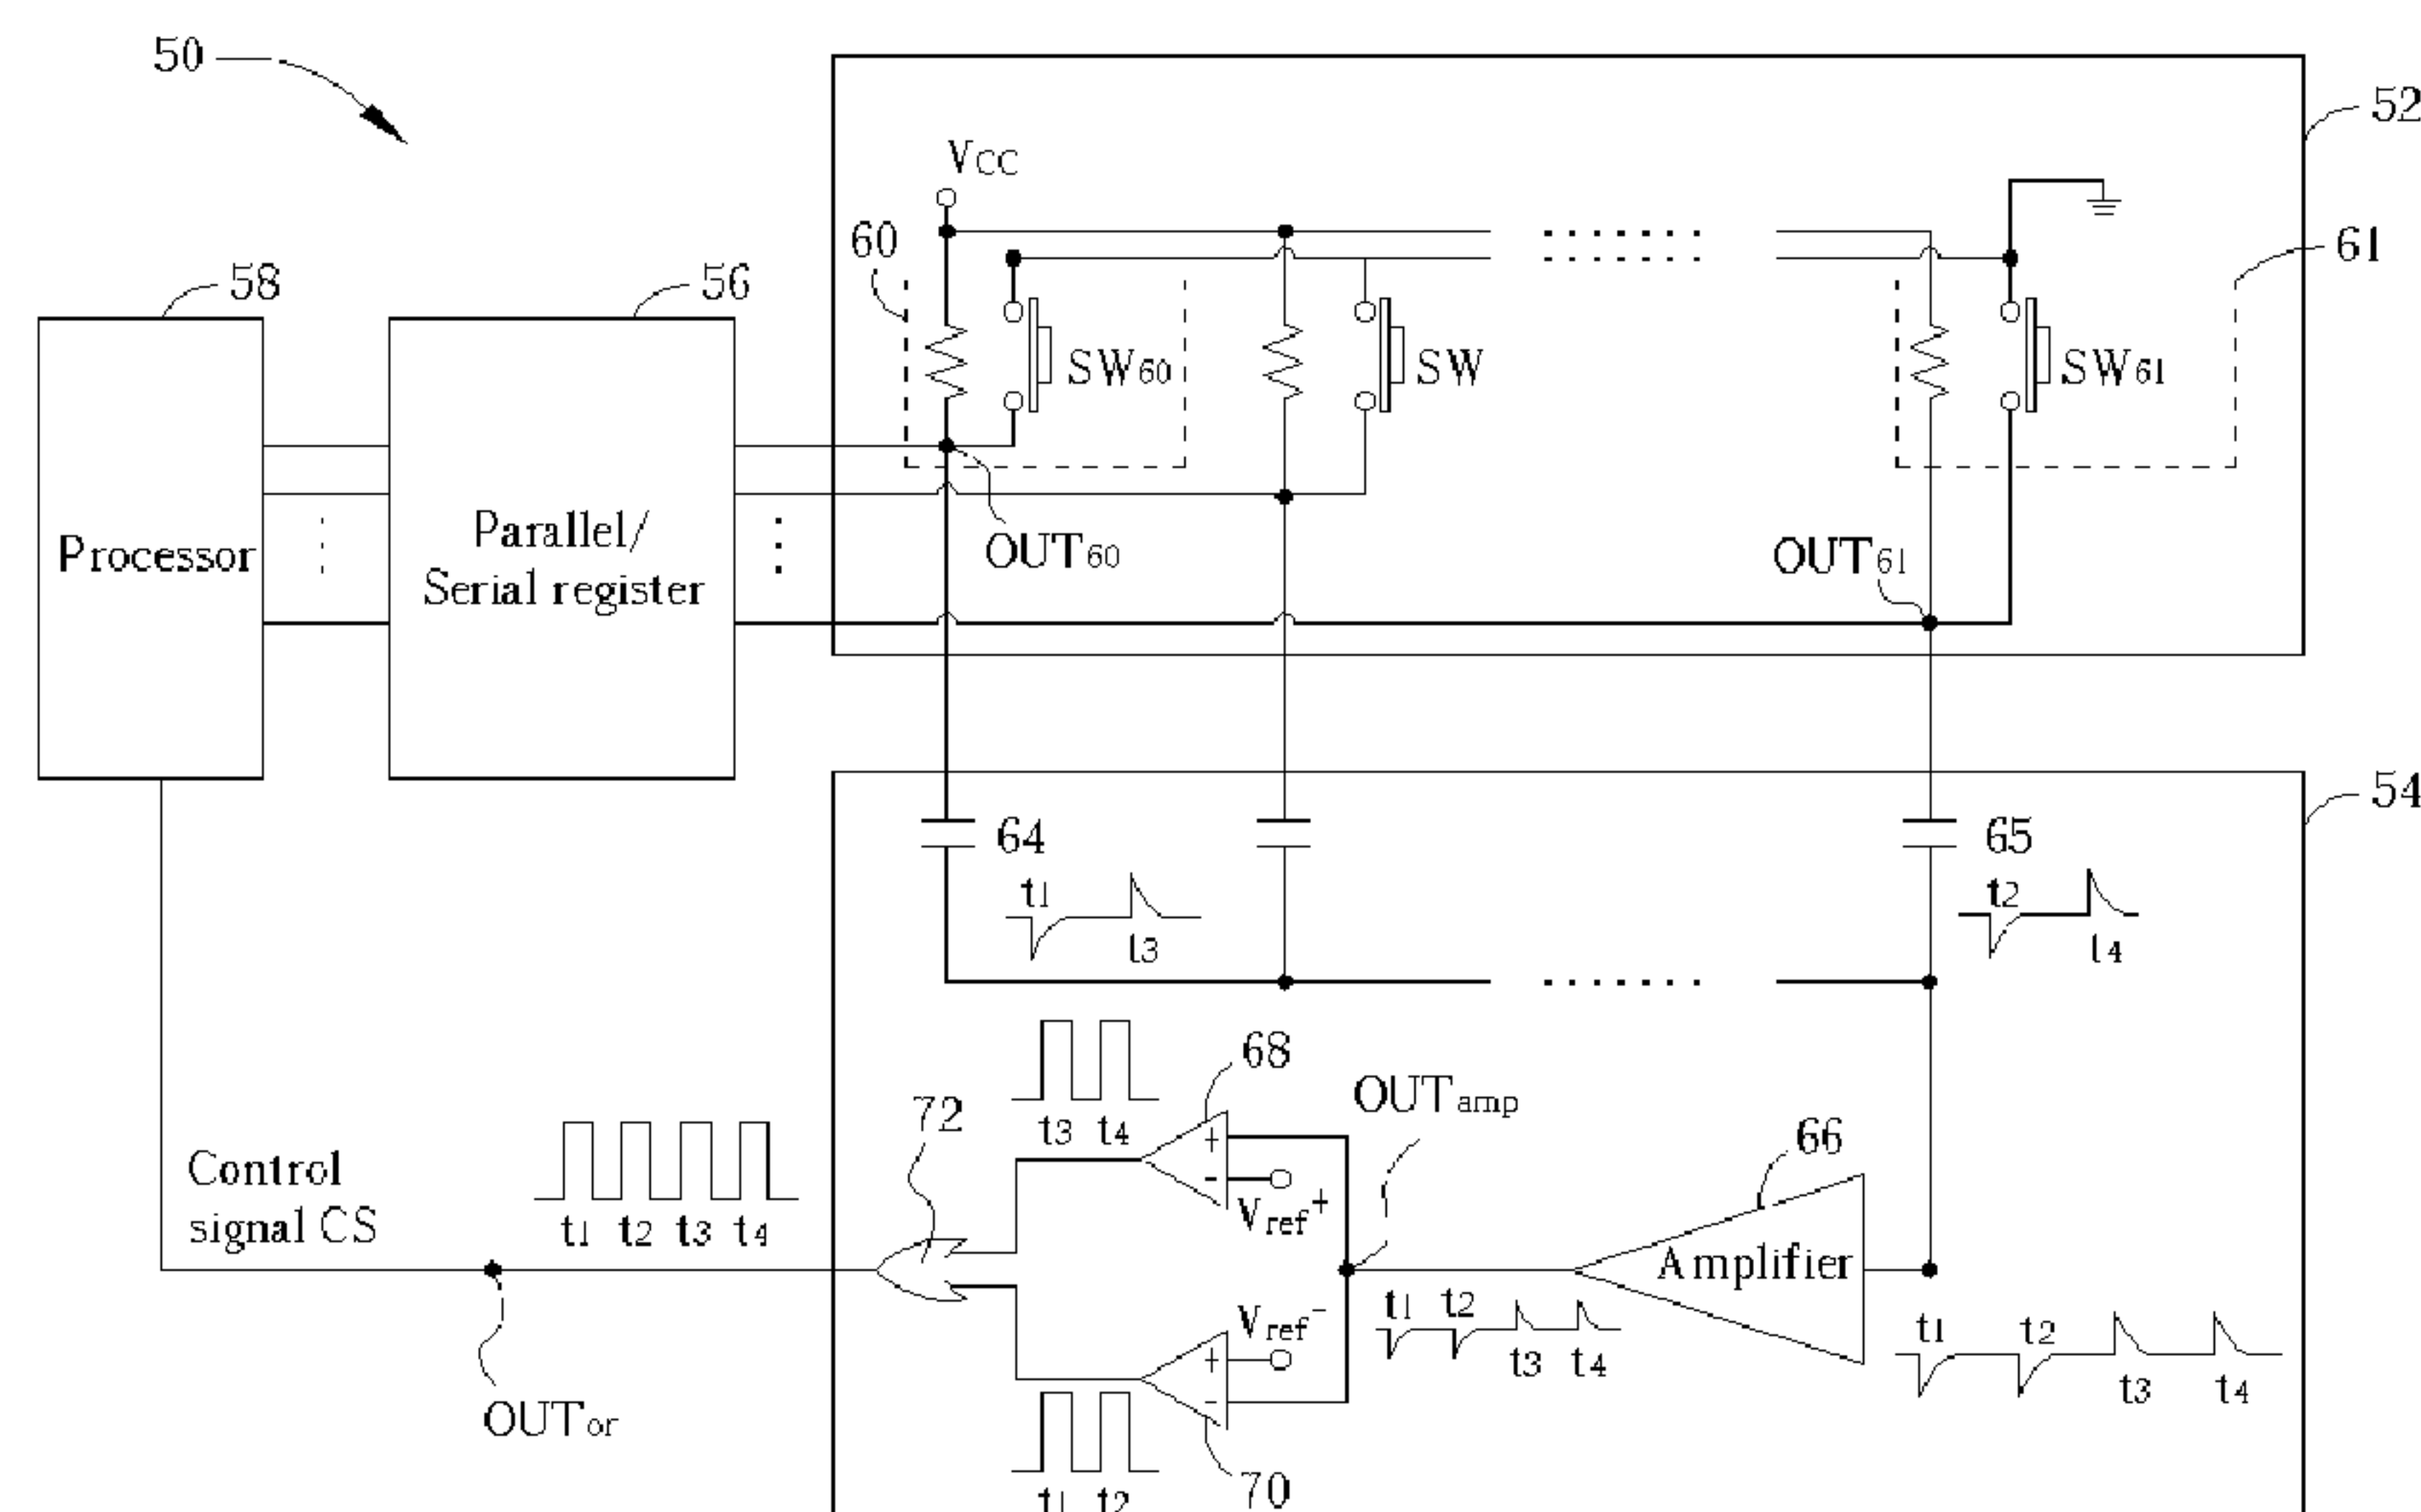 50
52
VCC
60
61
58
56
SW60
SW
SW61
Processor
Parallel/
Serial register
OUT60
OUT61
54
64
65
t1
t3
t2
t4
68
OUTamp
72
t3 t4
66
Control
signal CS
t1 t2 t3 t4
+
-
Vref+
Amplifier
Vref-
+
-
t1 t2
t3 t4
t1 t2
t3 t4
OUTor
70
t1 t2